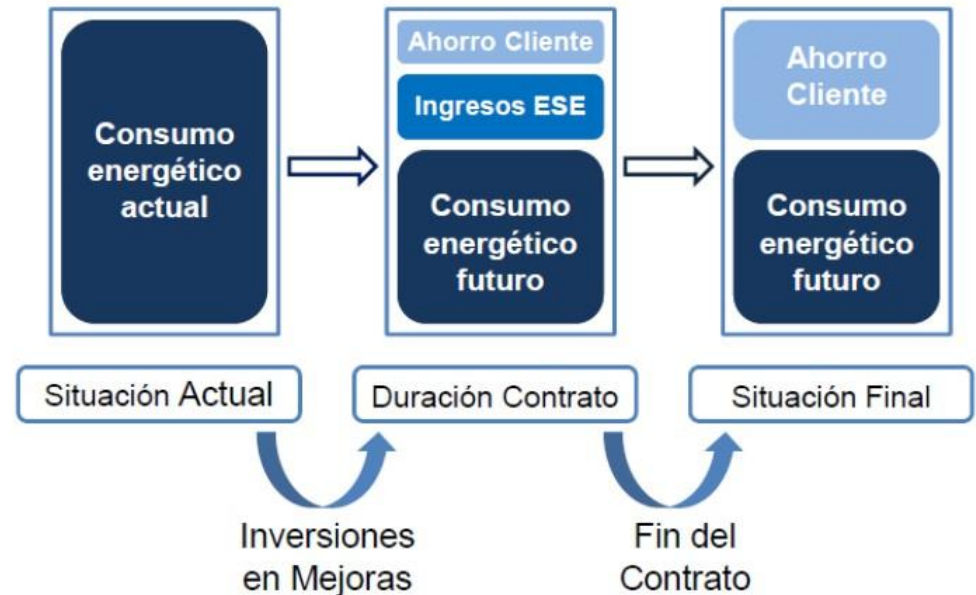 Consumo
energético
actual
Ahorro Cliente
Ingresos ESE
Consumo
energético
futuro
Ahorro
Cliente
Consumo
energético
futuro
Situación Actual
Duración Contrato
Situación Final
Inversiones
en Mejoras
Fin del
Contrato